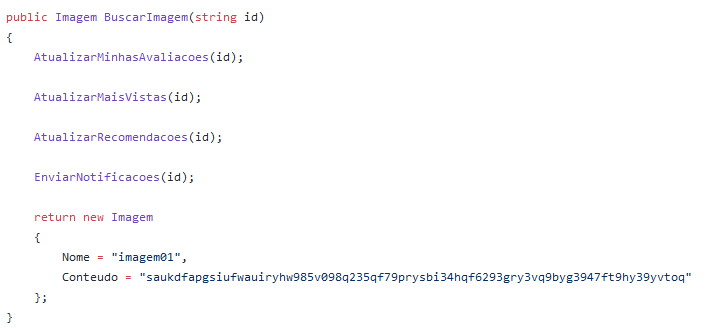 public Imagem BuscarImagem(string id)
{
    AtualizarMinhasAvaliacoes(id);
    AtualizarMaisVistas(id);
    AtualizarRecomendacoes(id);
    EnviarNotificacoes(id);
    return new Imagem
    {
        Nome = "imagem01",
        Conteudo = "saukdfapgsiufwauiryhw985v098q235qf79prysbi34hqf6293gry3vq9byg3947ft9hy39yvtoq"
    };
}